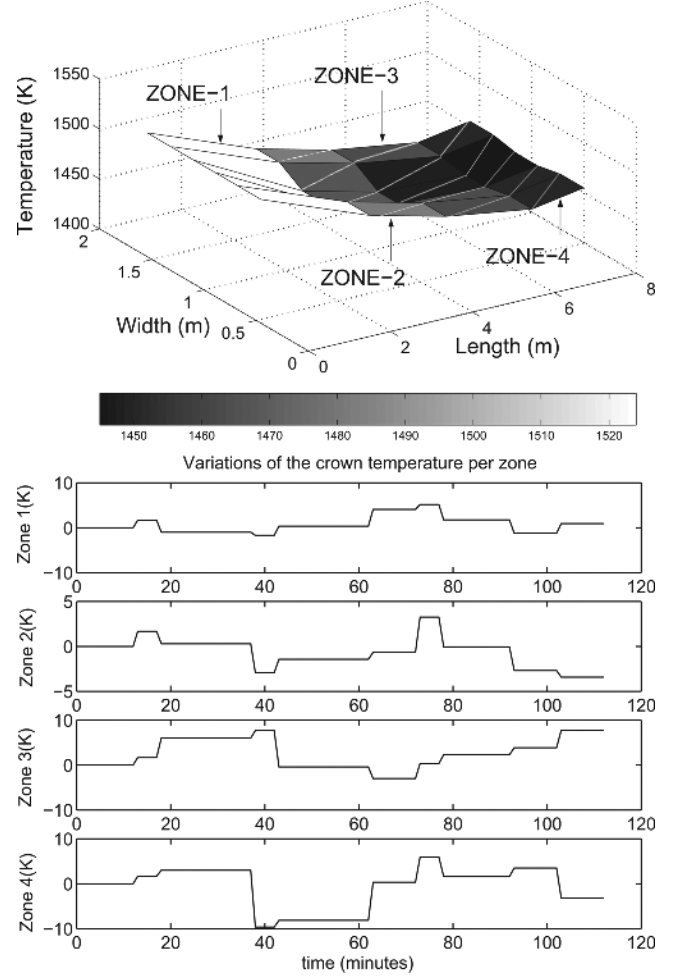 1550
1500
1450
1400
Temperature (K)
ZONE−1
ZONE−3
ZONE−2
ZONE−4
2
1.5
1
0.5
0
Width (m)
0
2
4
6
8
Length (m)
1450 1460 1470 1480 1490 1500 1510 1520
Variations of the crown temperature per zone
Zone 1(K)
10
0
−10
0 20 40 60 80 100 120
Zone 2(K)
5
0
−5
0 20 40 60 80 100 120
Zone 3(K)
10
0
−10
0 20 40 60 80 100 120
Zone 4(K)
10
0
−10
0 20 40 60 80 100 120
time (minutes)